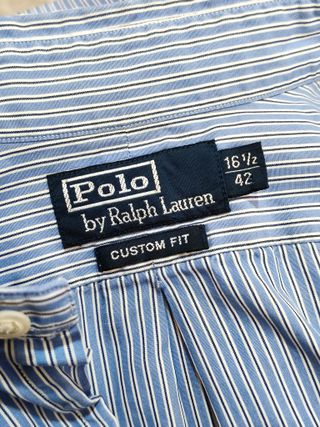 Polo
by Ralph Lauren
16 1/2
42
CUSTOM FIT